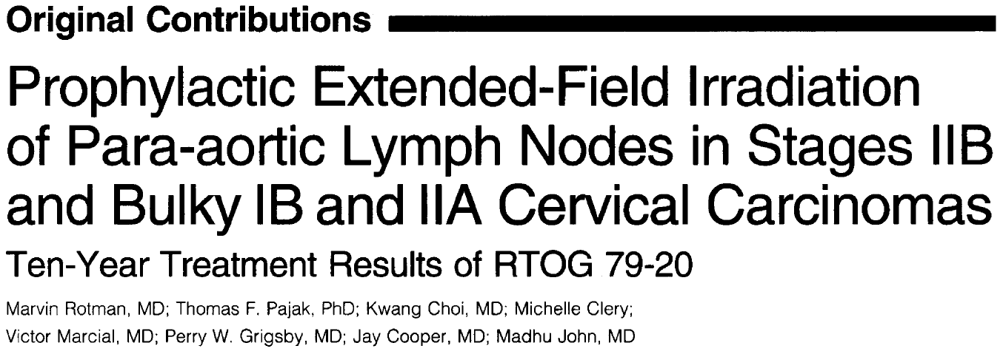 Original Contributions
Prophylactic Extended-Field Irradiation
of Para-aortic Lymph Nodes in Stages IIB
and Bulky IB and IIA Cervical Carcinomas
Ten-Year Treatment Results of RTOG 79-20
Marvin Rotman, MD; Thomas F. Pajak, PhD; Kwang Choi, MD; Michelle Clery;
Victor Marcial, MD; Perry W. Grigsby, MD; Jay Cooper, MD; Madhu John, MD